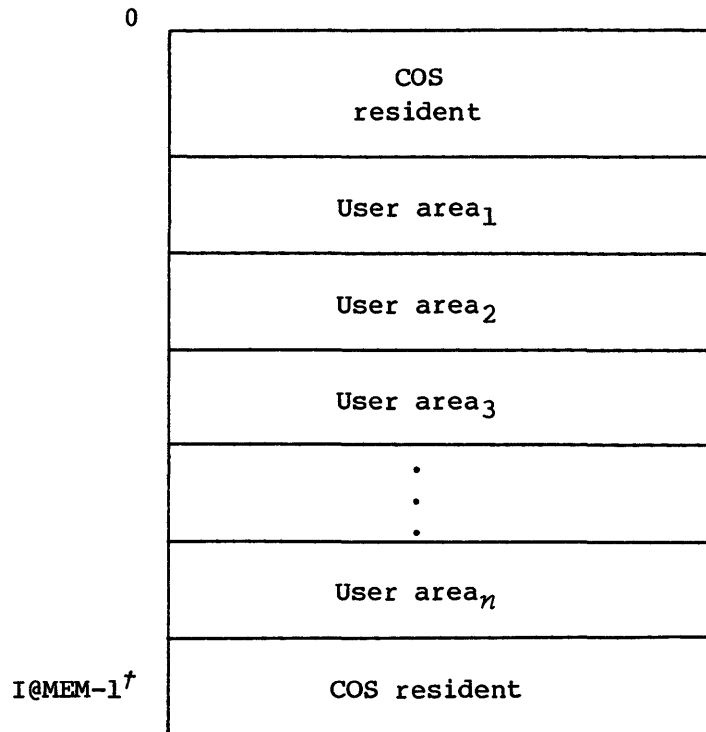 0
COS
resident
User area₁
User area₂
User area₃
.
.
.
User areaₙ
I@MEM-1† COS resident